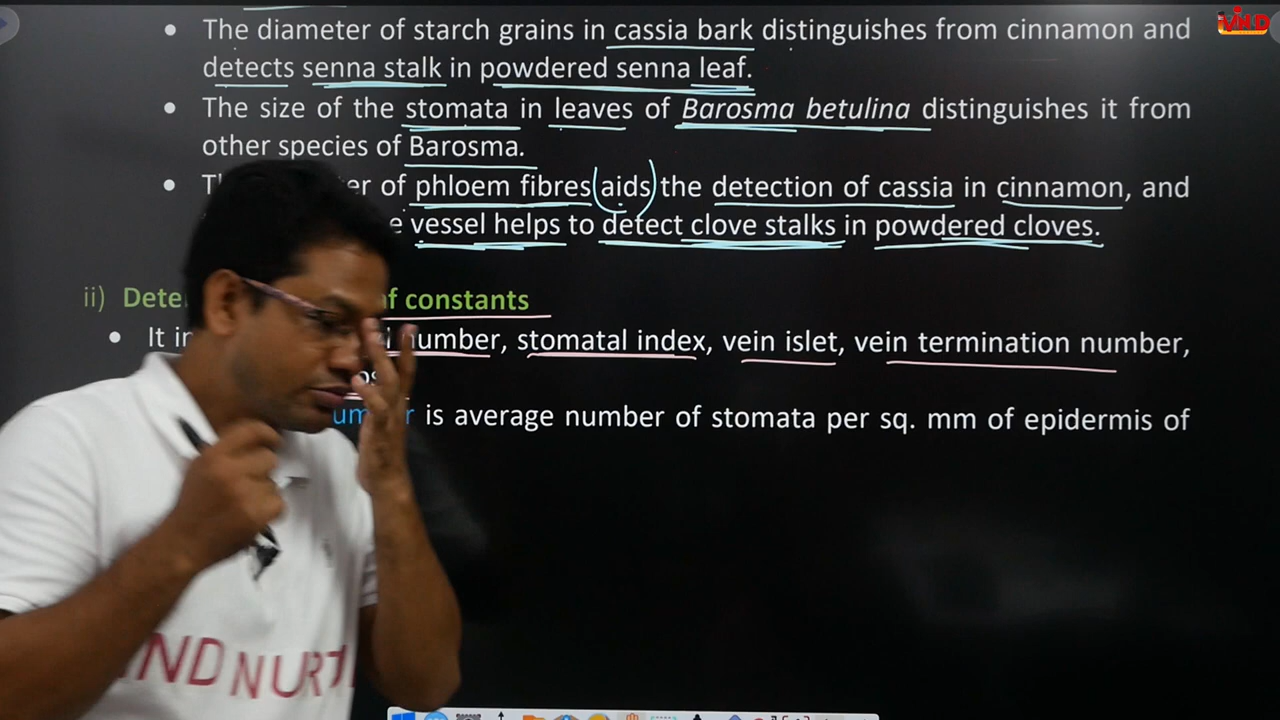 • The diameter of starch grains in cassia bark distinguishes from cinnamon and
detects senna stalk in powdered senna leaf.
• The size of the stomata in leaves of Barosma betulina distinguishes it from
other species of Barosma.
• of phloem fibres (aids) the detection of cassia in cinnamon, and
vessel helps to detect clove stalks in powdered cloves.
ii) of constants
• It number, stomatal index, vein islet, vein termination number,
is average number of stomata per sq. mm of epidermis of